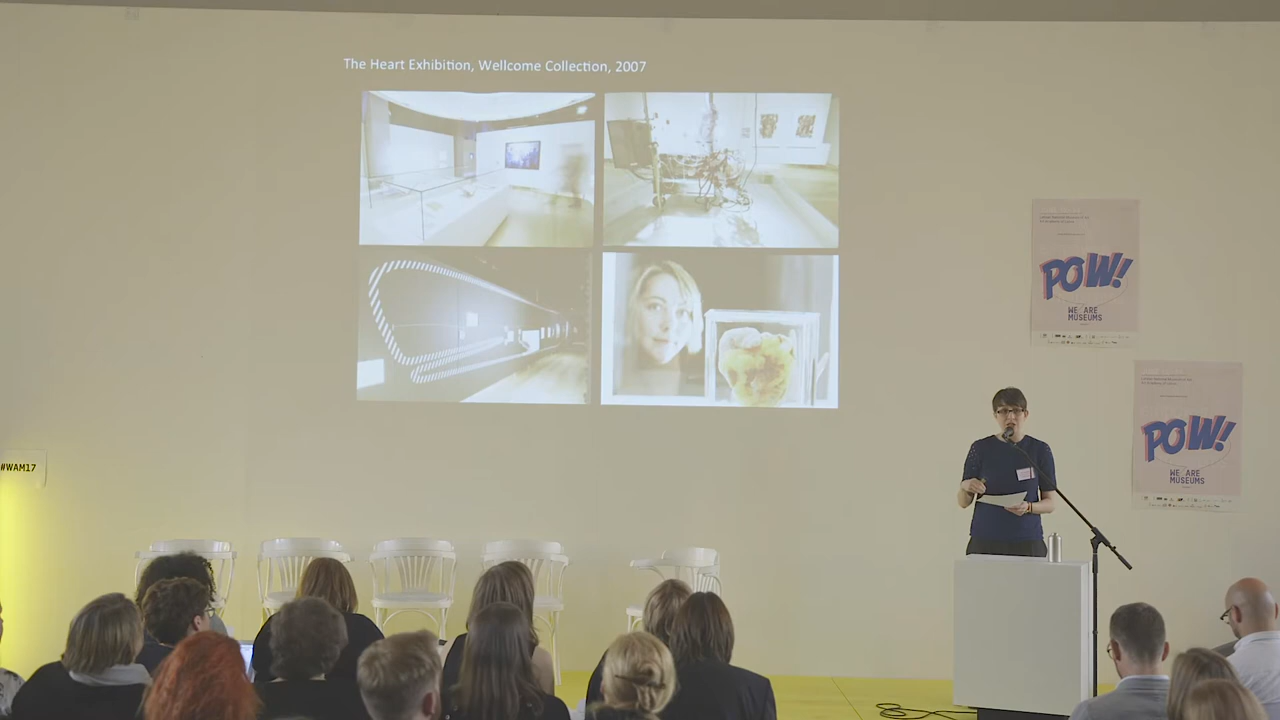 The Heart Exhibition, Wellcome Collection, 2007
POW!
WE ARE
MUSEUMS
POW!
WE ARE
MUSEUMS
#WAM17